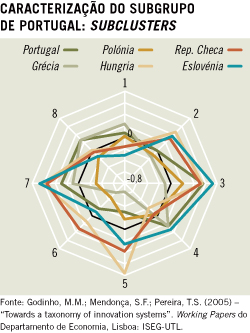 CARACTERIZAÇÃO DO SUBGRUPO
DE PORTUGAL: SUBCLUSTERS
Portugal Polónia Rep. Checa
Grécia Hungria Eslovénia
1
8 2
0
7 -0,8 3
6 4
5
Fonte: Godinho, M.M.; Mendonça, S.F.; Pereira, T.S. (2005) –
“Towards a taxonomy of innovation systems”. Working Papers do
Departamento de Economia, Lisboa: ISEG-UTL.